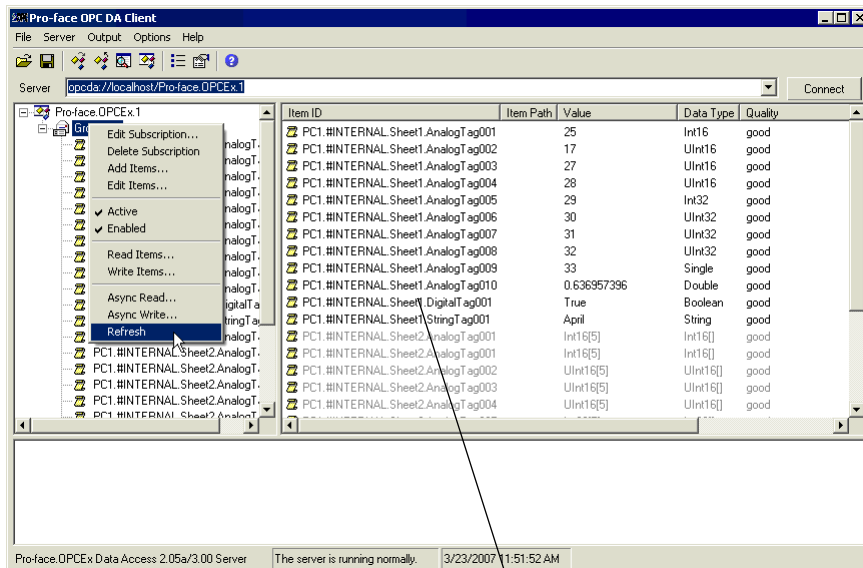 Pro-face OPC DA Client
File Server Output Options Help
Server opcda://localhost/Pro-face.OPCEx.1 Connect
Pro-face.OPCEx.1
Edit Subscription...
Delete Subscription
Add Items...
Edit Items...
Active
Enabled
Read Items...
Write Items...
Async Read...
Async Write...
Refresh
PC1.#INTERNAL.Sheet2.AnalogT
PC1.#INTERNAL.Sheet2.AnalogT
PC1.#INTERNAL.Sheet2.AnalogT
PC1.#INTERNAL.Sheet2.AnalogT
PC1.#INTERNAL.Sheet2.AnalogT
Item ID Item Path Value Data Type Quality
PC1.#INTERNAL.Sheet1.AnalogTag001 25 Int16 good
PC1.#INTERNAL.Sheet1.AnalogTag002 17 UInt16 good
PC1.#INTERNAL.Sheet1.AnalogTag003 27 UInt16 good
PC1.#INTERNAL.Sheet1.AnalogTag004 28 UInt16 good
PC1.#INTERNAL.Sheet1.AnalogTag005 29 Int32 good
PC1.#INTERNAL.Sheet1.AnalogTag006 30 UInt32 good
PC1.#INTERNAL.Sheet1.AnalogTag007 31 UInt32 good
PC1.#INTERNAL.Sheet1.AnalogTag008 32 UInt32 good
PC1.#INTERNAL.Sheet1.AnalogTag009 33 Single good
PC1.#INTERNAL.Sheet1.AnalogTag010 0.636957396 Double good
PC1.#INTERNAL.Sheet1.DigitalTag001 True Boolean good
PC1.#INTERNAL.Sheet1.StringTag001 April String good
PC1.#INTERNAL.Sheet2.AnalogTag001 Int16[5] Int16[] good
PC1.#INTERNAL.Sheet2.AnalogTag001 Int16[5] Int16[] good
PC1.#INTERNAL.Sheet2.AnalogTag002 UInt16[5] UInt16[] good
PC1.#INTERNAL.Sheet2.AnalogTag003 UInt16[5] UInt16[] good
PC1.#INTERNAL.Sheet2.AnalogTag004 UInt16[5] UInt16[] good
Pro-face.OPCEx Data Access 2.05a/3.00 Server The server is running normally. 3/23/2007 11:51:52 AM